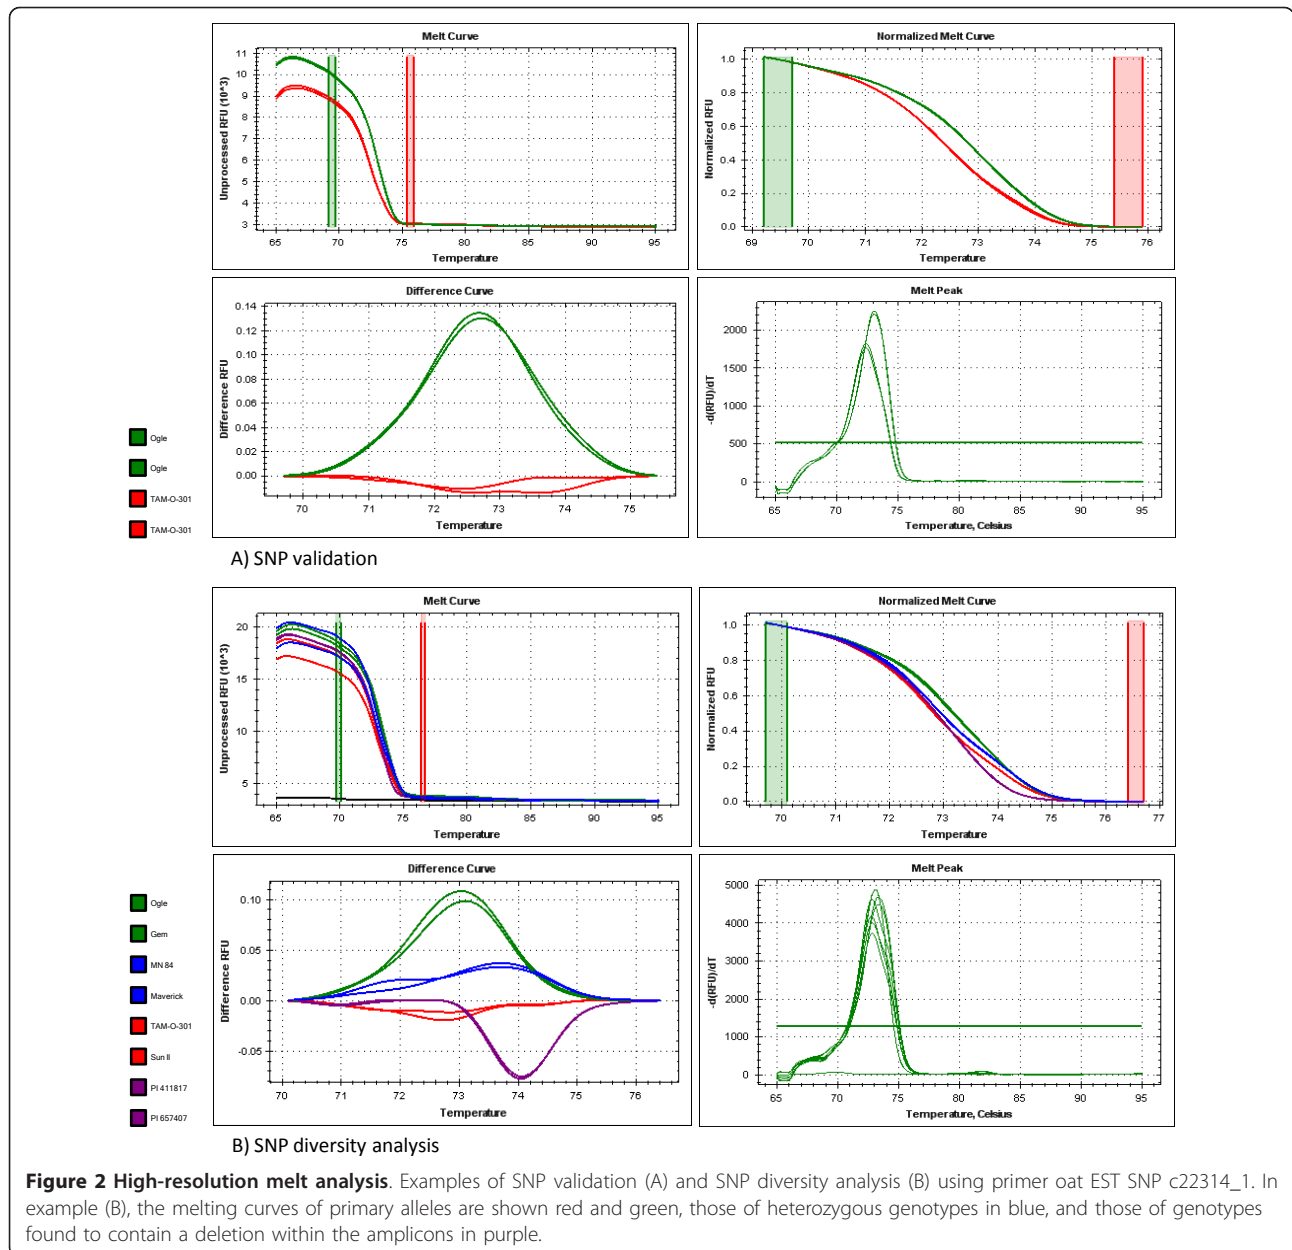 Melt Curve
Unprocessed RFU (10^3)
11
10
9
8
7
6
5
4
3
65 70 75 80 85 90 95
Temperature
Normalized Melt Curve
Normalized RFU
1.0
0.8
0.6
0.4
0.2
0.0
69 70 71 72 73 74 75 76
Temperature
Difference Curve
Difference RFU
0.14
0.12
0.10
0.08
0.06
0.04
0.02
0.00
70 71 72 73 74 75
Temperature
Melt Peak
-d(RFU)/dT
2000
1500
1000
500
0
65 70 75 80 85 90 95
Temperature, Celsius
Ogle
Ogle
TAM-O-301
TAM-O-301
A) SNP validation
Melt Curve
Unprocessed RFU (10^3)
20
15
10
5
65 70 75 80 85 90 95
Temperature
Normalized Melt Curve
Normalized RFU
1.0
0.8
0.6
0.4
0.2
0.0
70 71 72 73 74 75 76 77
Temperature
Difference Curve
Difference RFU
0.10
0.05
0.00
-0.05
70 71 72 73 74 75 76
Temperature
Melt Peak
-d(RFU)/dT
5000
4000
3000
2000
1000
0
65 70 75 80 85 90 95
Temperature, Celsius
Ogle
Gem
MN 84
Maverick
TAM-O-301
Sun II
PI 411817
PI 657407
B) SNP diversity analysis
Figure 2 High-resolution melt analysis. Examples of SNP validation (A) and SNP diversity analysis (B) using primer oat EST SNP c22314_1. In
example (B), the melting curves of primary alleles are shown red and green, those of heterozygous genotypes in blue, and those of genotypes
found to contain a deletion within the amplicons in purple.